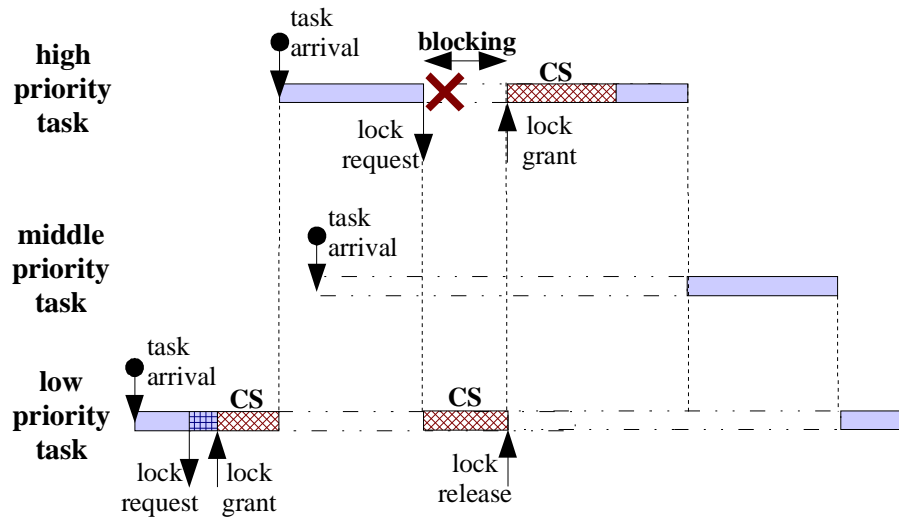 task
arrival
high
priority
task
blocking
CS
lock
request
lock
grant
middle
priority
task
task
arrival
low
priority
task
task
arrival
CS
CS
lock
request
lock
grant
lock
release